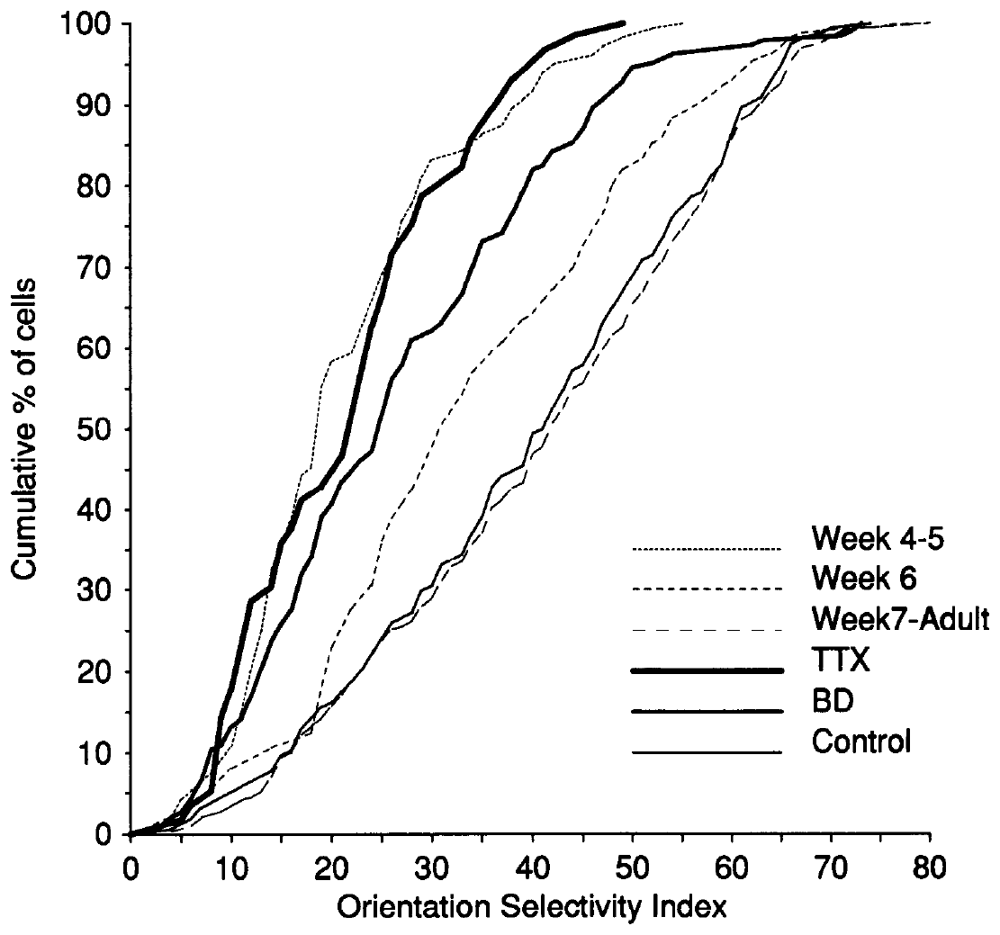 100
90
80
70
60
50
40
30
20
10
0
Cumulative % of cells
Week 4-5
Week 6
Week7-Adult
TTX
BD
Control
0 10 20 30 40 50 60 70 80
Orientation Selectivity Index